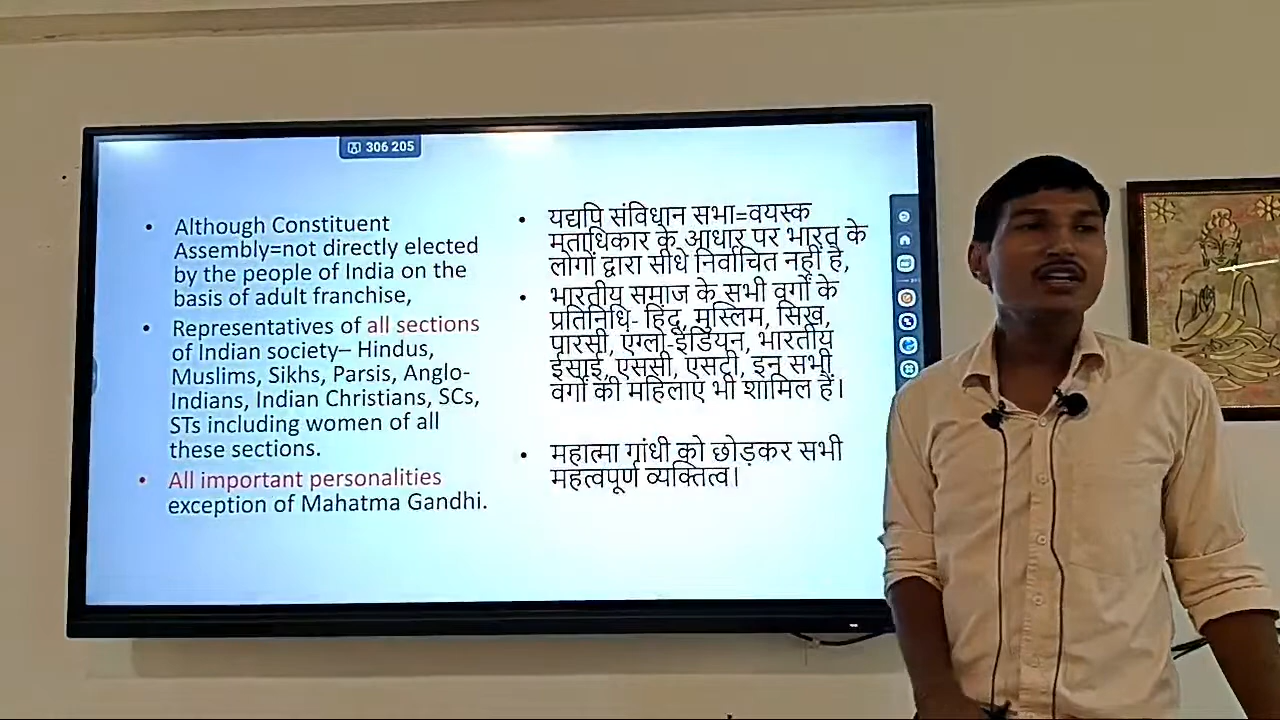 306 205
• Although Constituent
Assembly=not directly elected
by the people of India on the
basis of adult franchise,
• Representatives of all sections
of Indian society– Hindus,
Muslims, Sikhs, Parsis, Anglo-
Indians, Indian Christians, SCs,
STs including women of all
these sections.
• All important personalities
exception of Mahatma Gandhi.
• यद्यपि संविधान सभा=वयस्क
मताधिकार के आधार पर भारत के
लोगों द्वारा सीधे निर्वाचित नहीं है,
• भारतीय समाज के सभी वर्गों के
प्रतिनिधि- हिंदू, मुस्लिम, सिख,
पारसी, एंग्लो-इंडियन, भारतीय
ईसाई, एससी, एसटी, इन सभी
वर्गों की महिलाएं भी शामिल हैं।
• महात्मा गांधी को छोड़कर सभी
महत्वपूर्ण व्यक्तित्व।